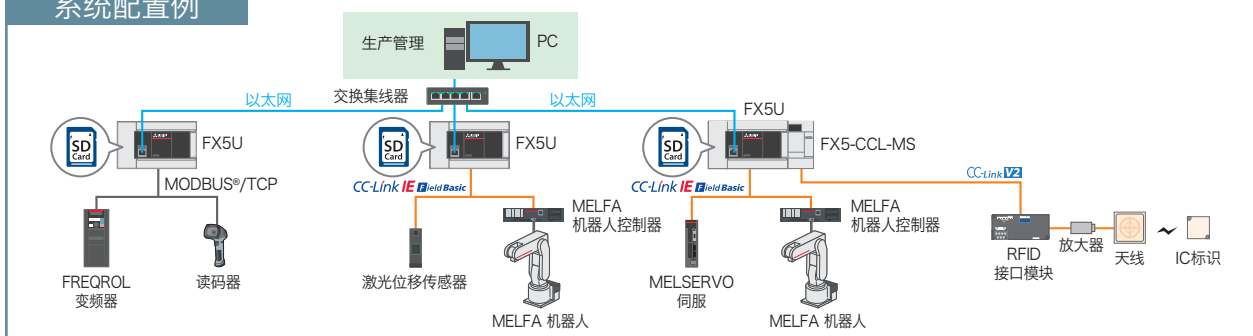 系统配置例
生产管理
PC
交换集线器
以太网
以太网
SD
Card
FX5U
SD
Card
FX5U
SD
Card
FX5U
FX5-CCL-MS
MODBUS®/TCP
CC-Link IE Field Basic
CC-Link IE Field Basic
CC-Link V2
FREQROL
变频器
读码器
激光位移传感器
MELFA
机器人控制器
MELFA 机器人
MELSERVO
伺服
MELFA
机器人控制器
MELFA 机器人
RFID
接口模块
放大器
天线
IC标识